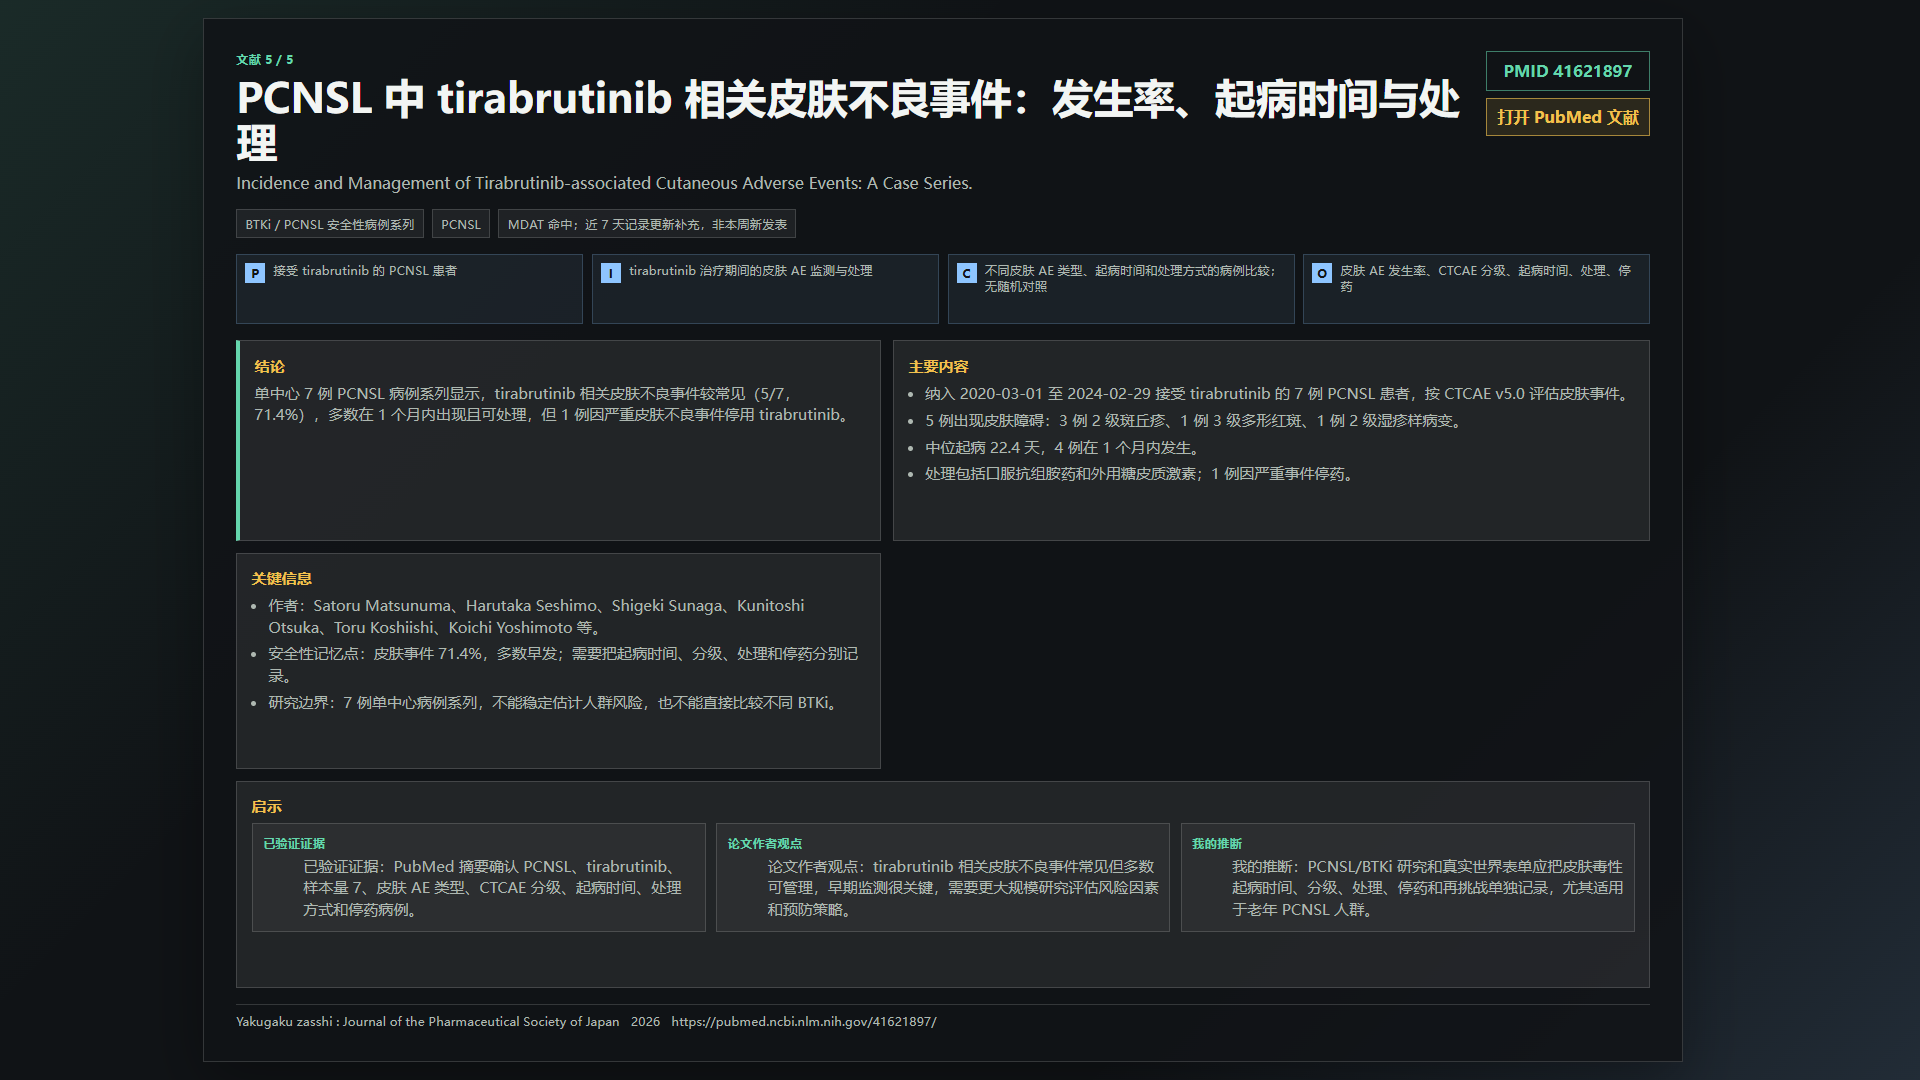 文献 5 / 5
PCNSL 中 tirabrutinib 相关皮肤不良事件：发生率、起病时间与处
理
Incidence and Management of Tirabrutinib-associated Cutaneous Adverse Events: A Case Series.
PMID 41621897
打开 PubMed 文献
BTKi / PCNSL 安全性病例系列
PCNSL
MDAT 命中；近 7 天记录更新补充，非本周新发表
P 接受 tirabrutinib 的 PCNSL 患者
I tirabrutinib 治疗期间的皮肤 AE 监测与处理
C 不同皮肤 AE 类型、起病时间和处理方式的病例比较；
无随机对照
O 皮肤 AE 发生率、CTCAE 分级、起病时间、处理、停
药
结论
单中心 7 例 PCNSL 病例系列显示，tirabrutinib 相关皮肤不良事件较常见（5/7，
71.4%），多数在 1 个月内出现且可处理，但 1 例因严重皮肤不良事件停用 tirabrutinib。
主要内容
• 纳入 2020-03-01 至 2024-02-29 接受 tirabrutinib 的 7 例 PCNSL 患者，按 CTCAE v5.0 评估皮肤事件。
• 5 例出现皮肤障碍：3 例 2 级斑丘疹、1 例 3 级多形红斑、1 例 2 级湿疹样病变。
• 中位起病 22.4 天，4 例在 1 个月内发生。
• 处理包括口服抗组胺药和外用糖皮质激素；1 例因严重事件停药。
关键信息
• 作者：Satoru Matsunuma、Harutaka Seshimo、Shigeki Sunaga、Kunitoshi
Otsuka、Toru Koshiishi、Koichi Yoshimoto 等。
• 安全性记忆点：皮肤事件 71.4%，多数早发；需要把起病时间、分级、处理和停药分别记
录。
• 研究边界：7 例单中心病例系列，不能稳定估计人群风险，也不能直接比较不同 BTKi。
启示
已验证证据
已验证证据：PubMed 摘要确认 PCNSL、tirabrutinib、
样本量 7、皮肤 AE 类型、CTCAE 分级、起病时间、处理
方式和停药病例。
论文作者观点
论文作者观点：tirabrutinib 相关皮肤不良事件常见但多数
可管理，早期监测很关键，需要更大规模研究评估风险因素
和预防策略。
我的推断
我的推断：PCNSL/BTKi 研究和真实世界表单应把皮肤毒性
起病时间、分级、处理、停药和再挑战单独记录，尤其适用
于老年 PCNSL 人群。
Yakugaku zasshi : Journal of the Pharmaceutical Society of Japan 2026 https://pubmed.ncbi.nlm.nih.gov/41621897/